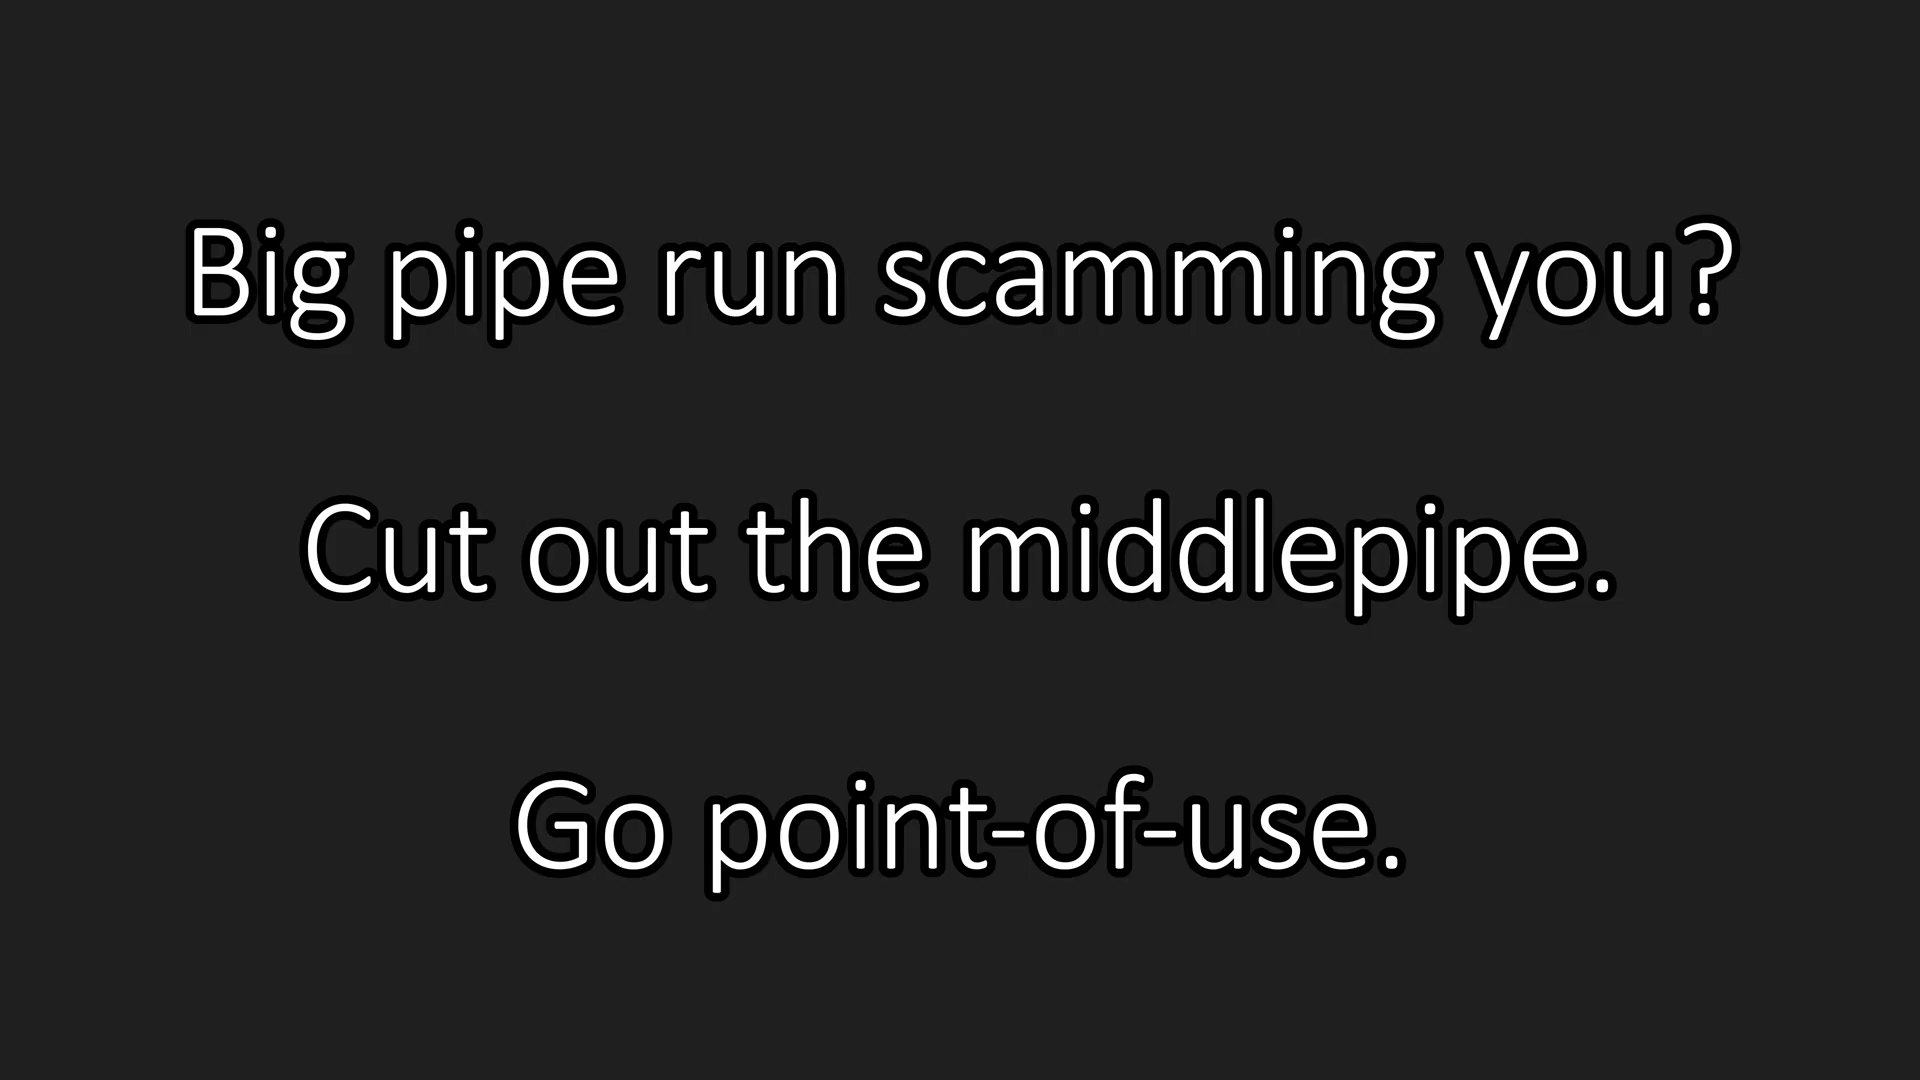 Big pipe run scamming you?
Cut out the middlepipe.
Go point-of-use.